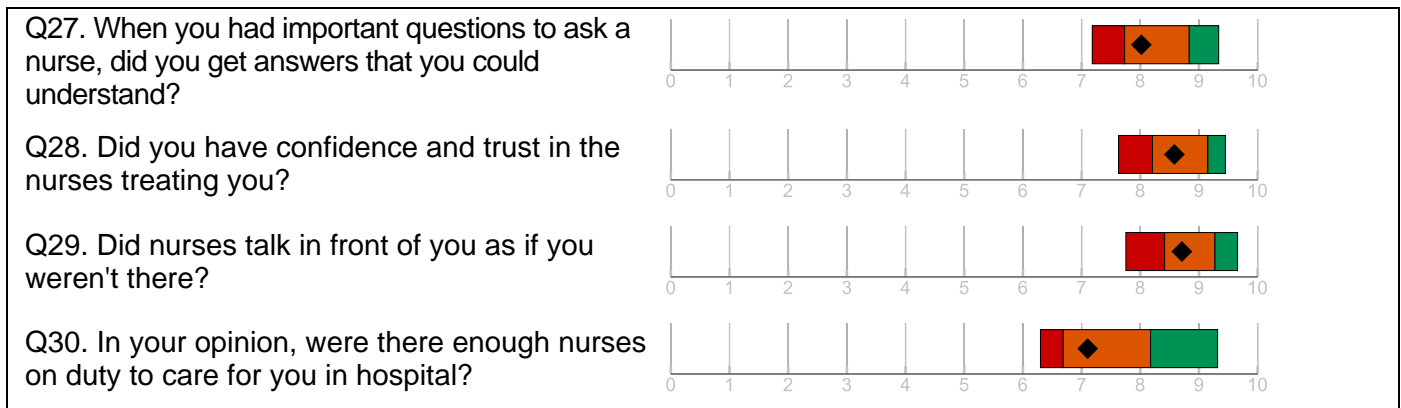 Q27. When you had important questions to ask a
nurse, did you get answers that you could
understand?
0 1 2 3 4 5 6 7 8 9 10
Q28. Did you have confidence and trust in the
nurses treating you?
0 1 2 3 4 5 6 7 8 9 10
Q29. Did nurses talk in front of you as if you
weren't there?
0 1 2 3 4 5 6 7 8 9 10
Q30. In your opinion, were there enough nurses
on duty to care for you in hospital?
0 1 2 3 4 5 6 7 8 9 10